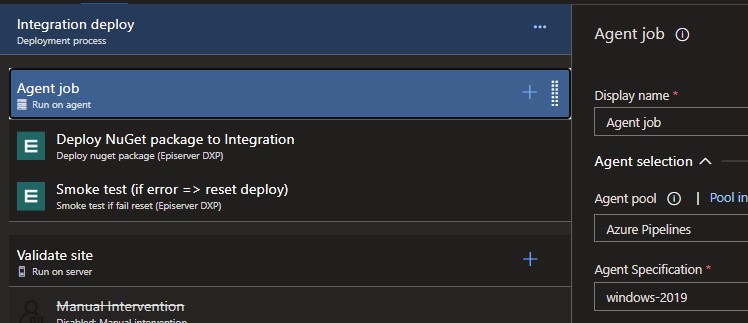 Integration deploy
Deployment process
Agent job
Run on agent
Deploy NuGet package to Integration
Deploy nuget package (Episerver DXP)
Smoke test (if error => reset deploy)
Smoke test if fail reset (Episerver DXP)
Validate site
Run on server
Manual Intervention
Disabled: Manual intervention
Agent job
Display name *
Agent job
Agent selection
Agent pool | Pool in
Azure Pipelines
Agent Specification *
windows-2019